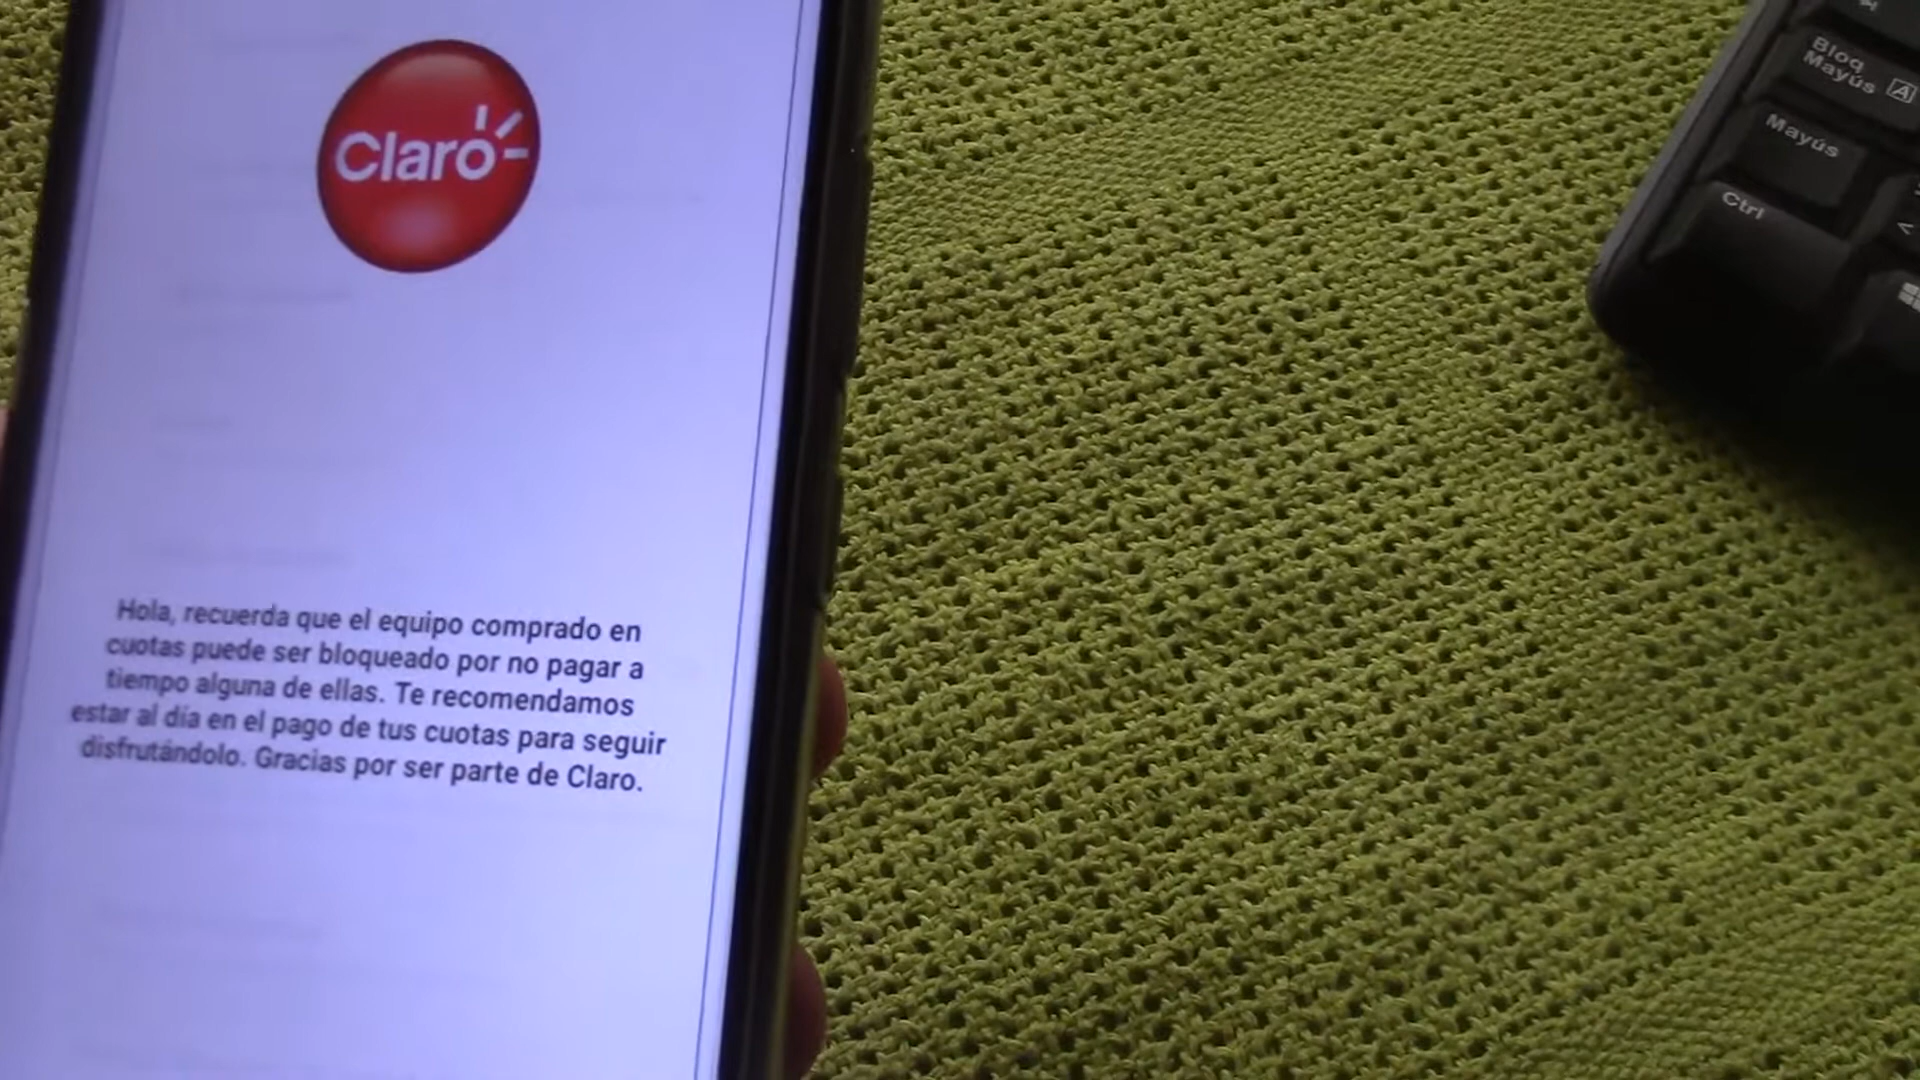 Claro
Hola, recuerda que el equipo comprado en
cuotas puede ser bloqueado por no pagar a
tiempo alguna de ellas. Te recomendamos
estar al día en el pago de tus cuotas para seguir
disfrutándolo. Gracias por ser parte de Claro.
Bloq
Mayús
A
Mayús
Ctrl
<